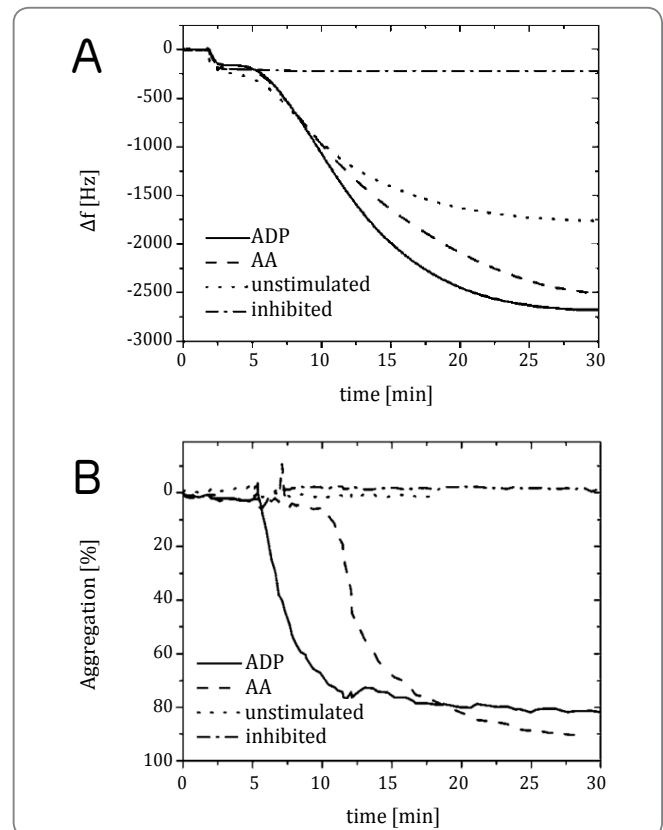 A
0
-500
-1000
-1500
-2000
-2500
-3000
Δf [Hz]
ADP
AA
unstimulated
inhibited
0 5 10 15 20 25 30
time [min]
B
0
20
40
60
80
100
Aggregation [%]
ADP
AA
unstimulated
inhibited
0 5 10 15 20 25 30
time [min]